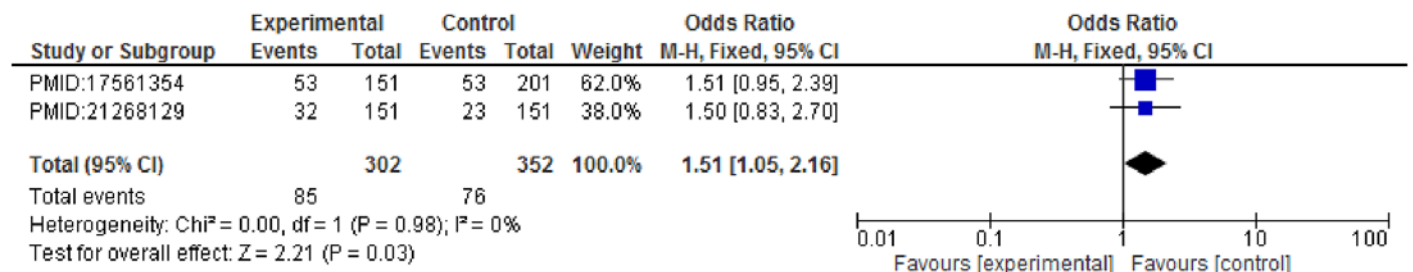 Experimental Control Odds Ratio Odds Ratio
Study or Subgroup Events Total Events Total Weight M-H, Fixed, 95% CI M-H, Fixed, 95% CI
PMID:17561354 53 151 53 201 62.0% 1.51 [0.95, 2.39]
PMID:21268129 32 151 23 151 38.0% 1.50 [0.83, 2.70]
Total (95% CI) 302 352 100.0% 1.51 [1.05, 2.16]
Total events 85 76
Heterogeneity: Chi² = 0.00, df = 1 (P = 0.98); I² = 0%
Test for overall effect: Z = 2.21 (P = 0.03)
0.01 0.1 1 10 100
Favours [experimental] Favours [control]